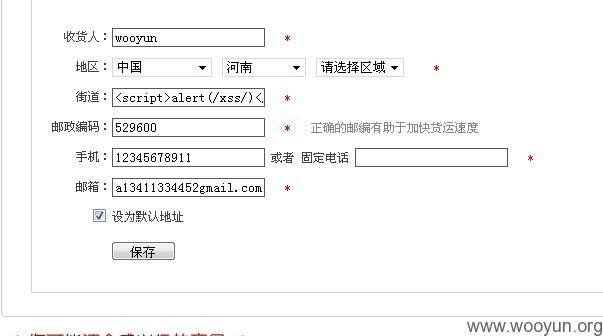 收货人：wooyun *
地区：中国 河南 请选择区域 *
街道：<script>alert(/xss/)< *
邮政编码：529600 * 正确的邮编有助于加快货运速度
手机：12345678911 或者 固定电话 *
邮箱：a13411334452gmail.com *
设为默认地址
保存
www.wooyun.org